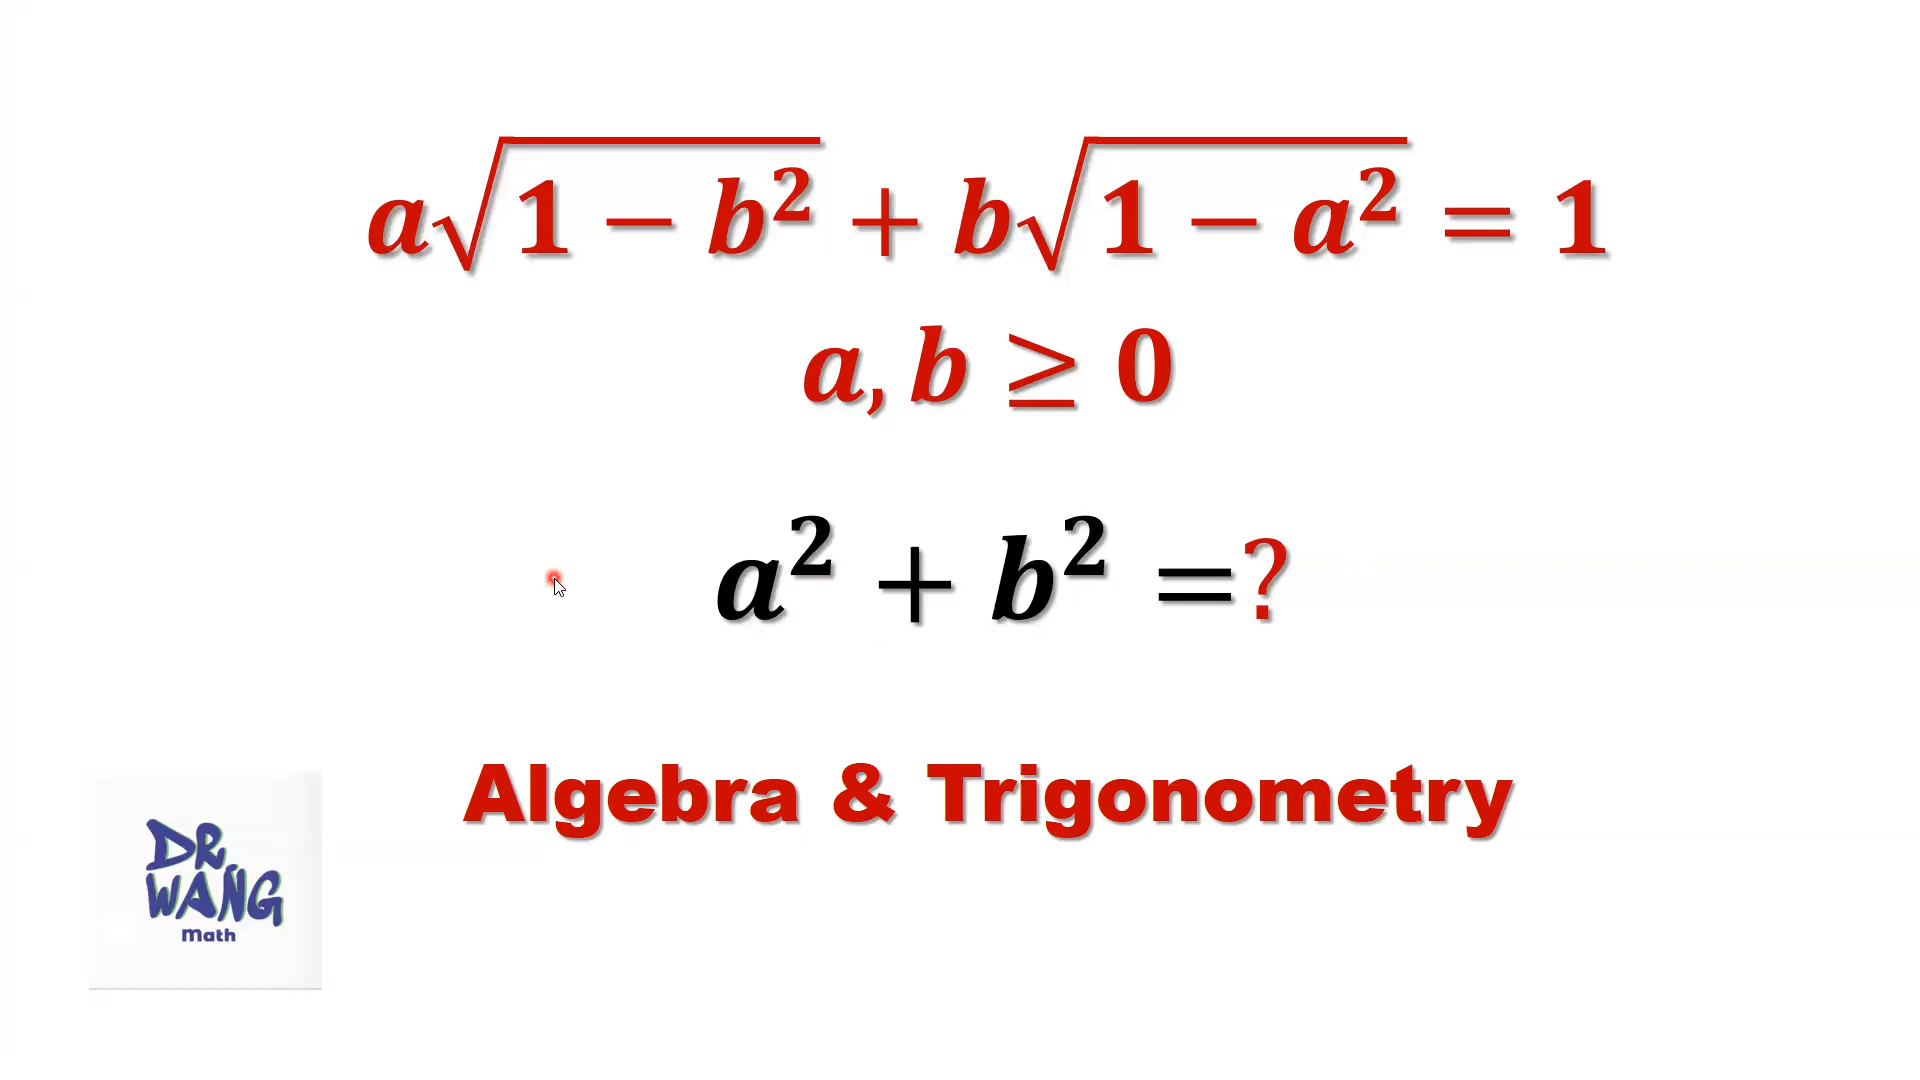 a√1 − b² + b√1 − a² = 1
a, b ≥ 0
a² + b² =?
Algebra & Trigonometry
DR
WANG
math